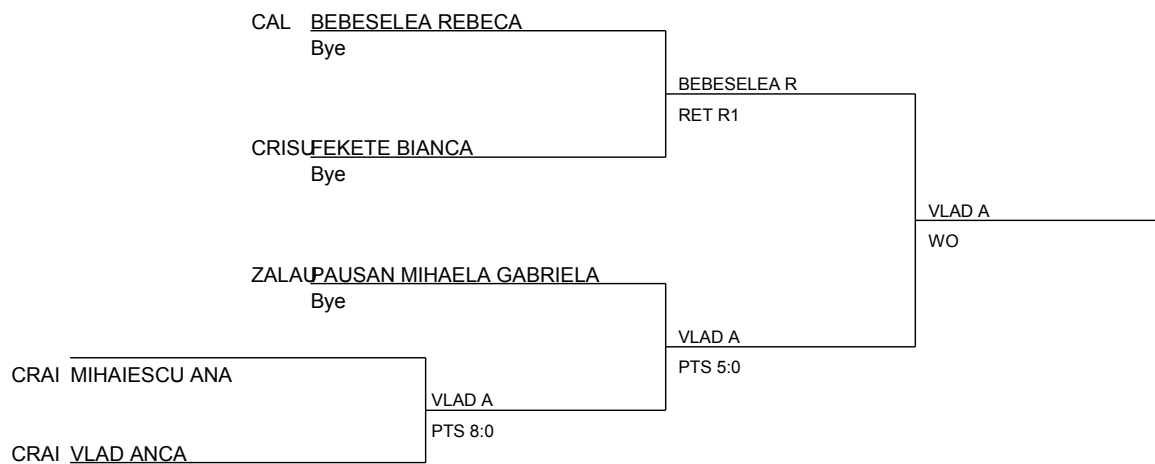 CAL BEBESELEA REBECA
Bye
BEBESELEA R
RET R1
CRISU FEKETE BIANCA
Bye
VLAD A
WO
ZALAU PAUSAN MIHAELA GABRIELA
Bye
VLAD A
PTS 5:0
CRAI MIHAIESCU ANA
VLAD A
PTS 8:0
CRAI VLAD ANCA